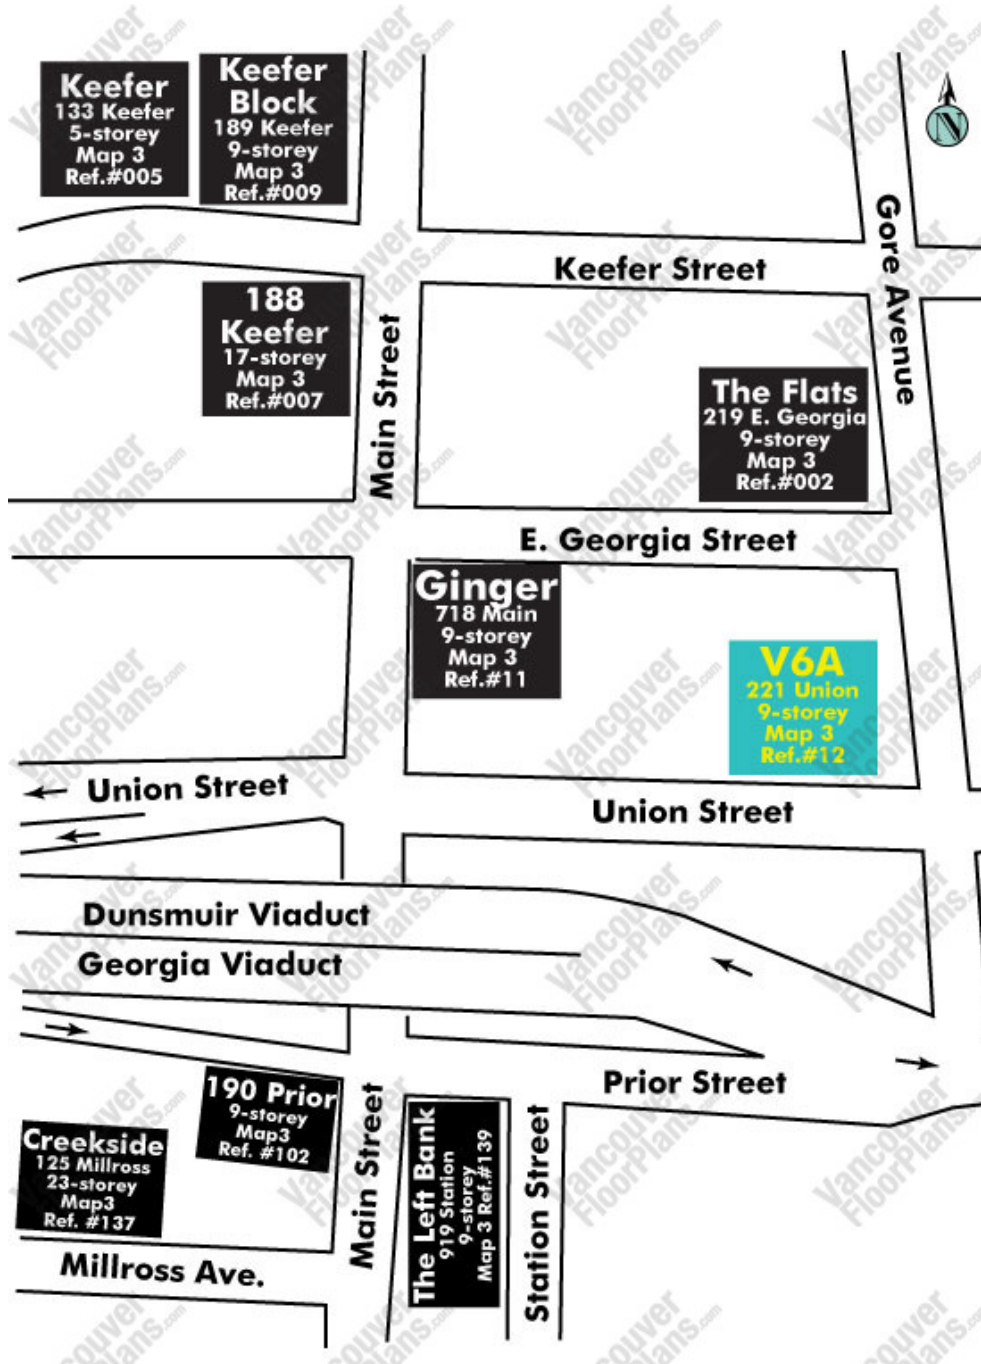 Keefer
133 Keefer
5-storey
Map 3
Ref.#005
Keefer
Block
189 Keefer
9-storey
Map 3
Ref.#009
N
Gore Avenue
Keefer Street
188
Keefer
17-storey
Map 3
Ref.#007
Main Street
The Flats
219 E. Georgia
9-storey
Map 3
Ref.#002
E. Georgia Street
Ginger
718 Main
9-storey
Map 3
Ref.#11
V6A
221 Union
9-storey
Map 3
Ref.#12
Union Street
Union Street
Dunsmuir Viaduct
Georgia Viaduct
Prior Street
190 Prior
9-storey
Map3
Ref. #102
Creekside
125 Millross
23-storey
Map3
Ref. #137
Main Street
The Left Bank
919 Station
9-storey
Map 3 Ref.#139
Station Street
Millross Ave.
Vancouver
FloorPlans.com